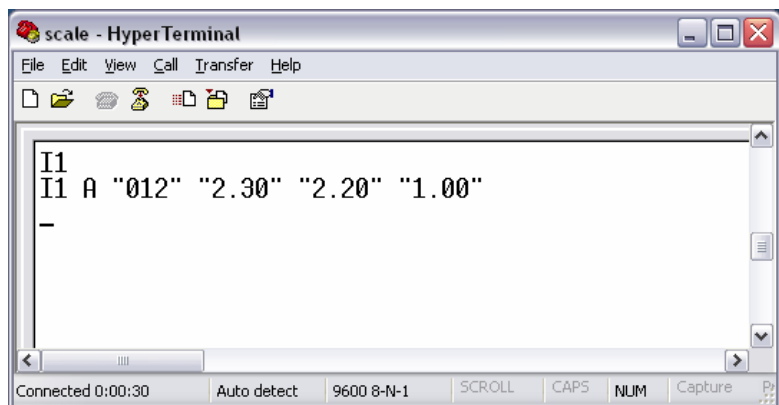 scale - HyperTerminal
File Edit View Call Transfer Help
I1
I1 A "012" "2.30" "2.20" "1.00"
Connected 0:00:30 Auto detect 9600 8-N-1 SCROLL CAPS NUM Capture